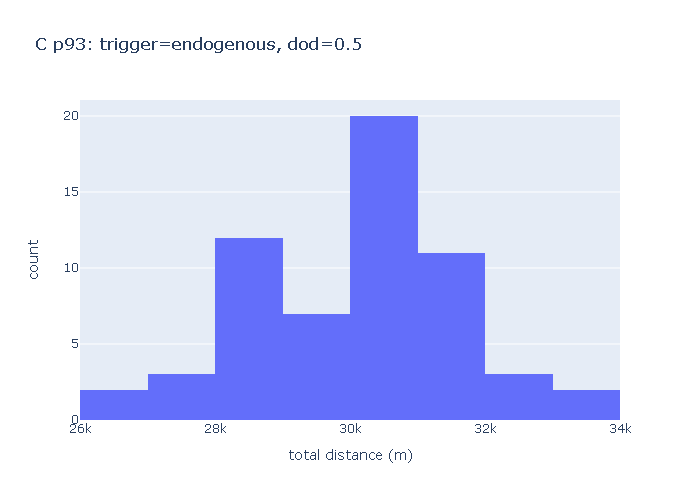 C p93: trigger=endogenous, dod=0.5
20
15
10
5
0
26k
28k
30k
32k
34k
count
total distance (m)